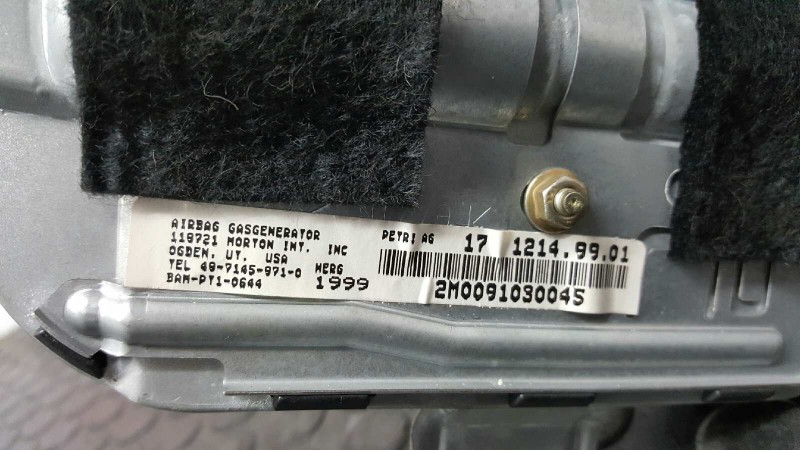 AIRBAG GASGENERATOR
118721 MORTON INT. INC
OGDEN, UT. USA
TEL 49-7145-971-0 HERG
BAM-PT1-0644 1999
PETRI AG 17 1214.99.01
2M0091030045